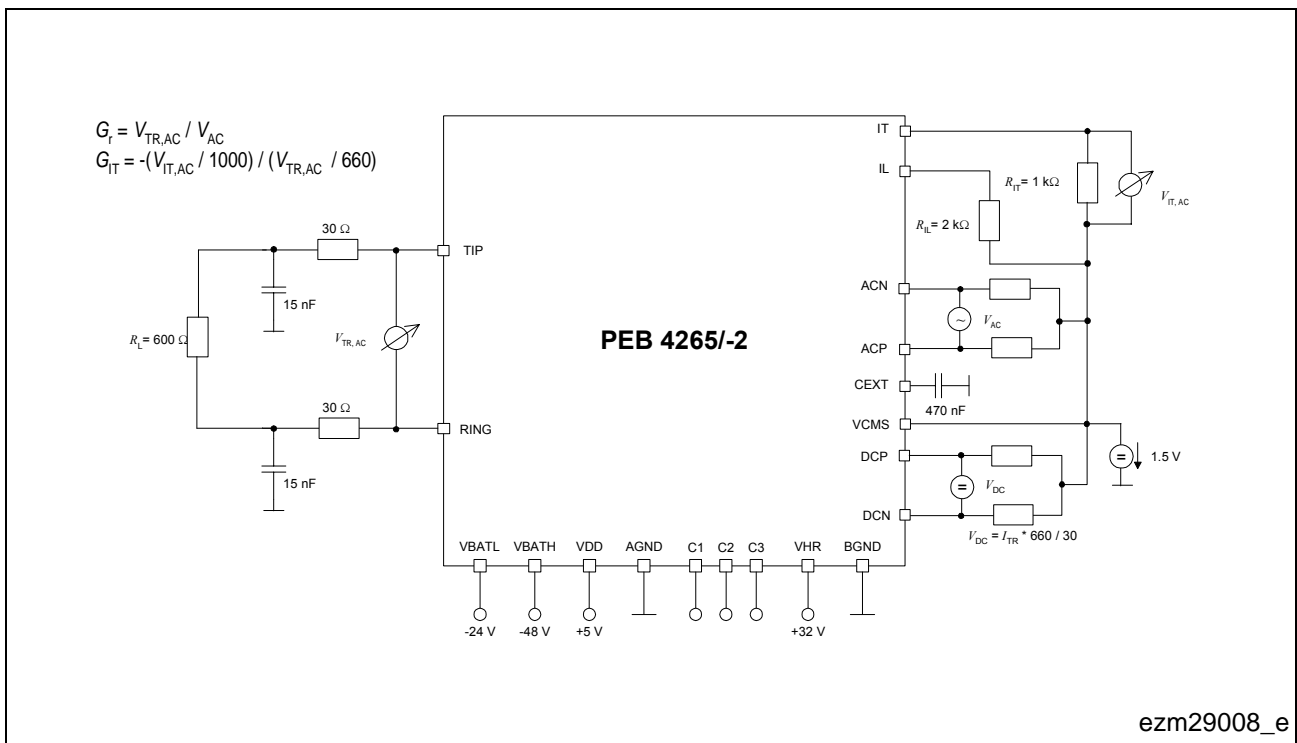 G_r = V_TR,AC / V_AC
G_IT = -(V_IT,AC / 1000) / (V_TR,AC / 660)
IT
IL
R_IT = 1 kΩ
V_IT, AC
R_IL = 2 kΩ
30 Ω
TIP
15 nF
R_L = 600 Ω
V_TR, AC
PEB 4265/-2
ACN
V_AC
~
ACP
CEXT
470 nF
30 Ω
RING
VCMS
15 nF
DCP
=
V_DC
=
1.5 V
DCN
V_DC = I_TR * 660 / 30
VBATL VBATH VDD AGND C1 C2 C3 VHR BGND
-24 V -48 V +5 V +32 V
ezm29008_e